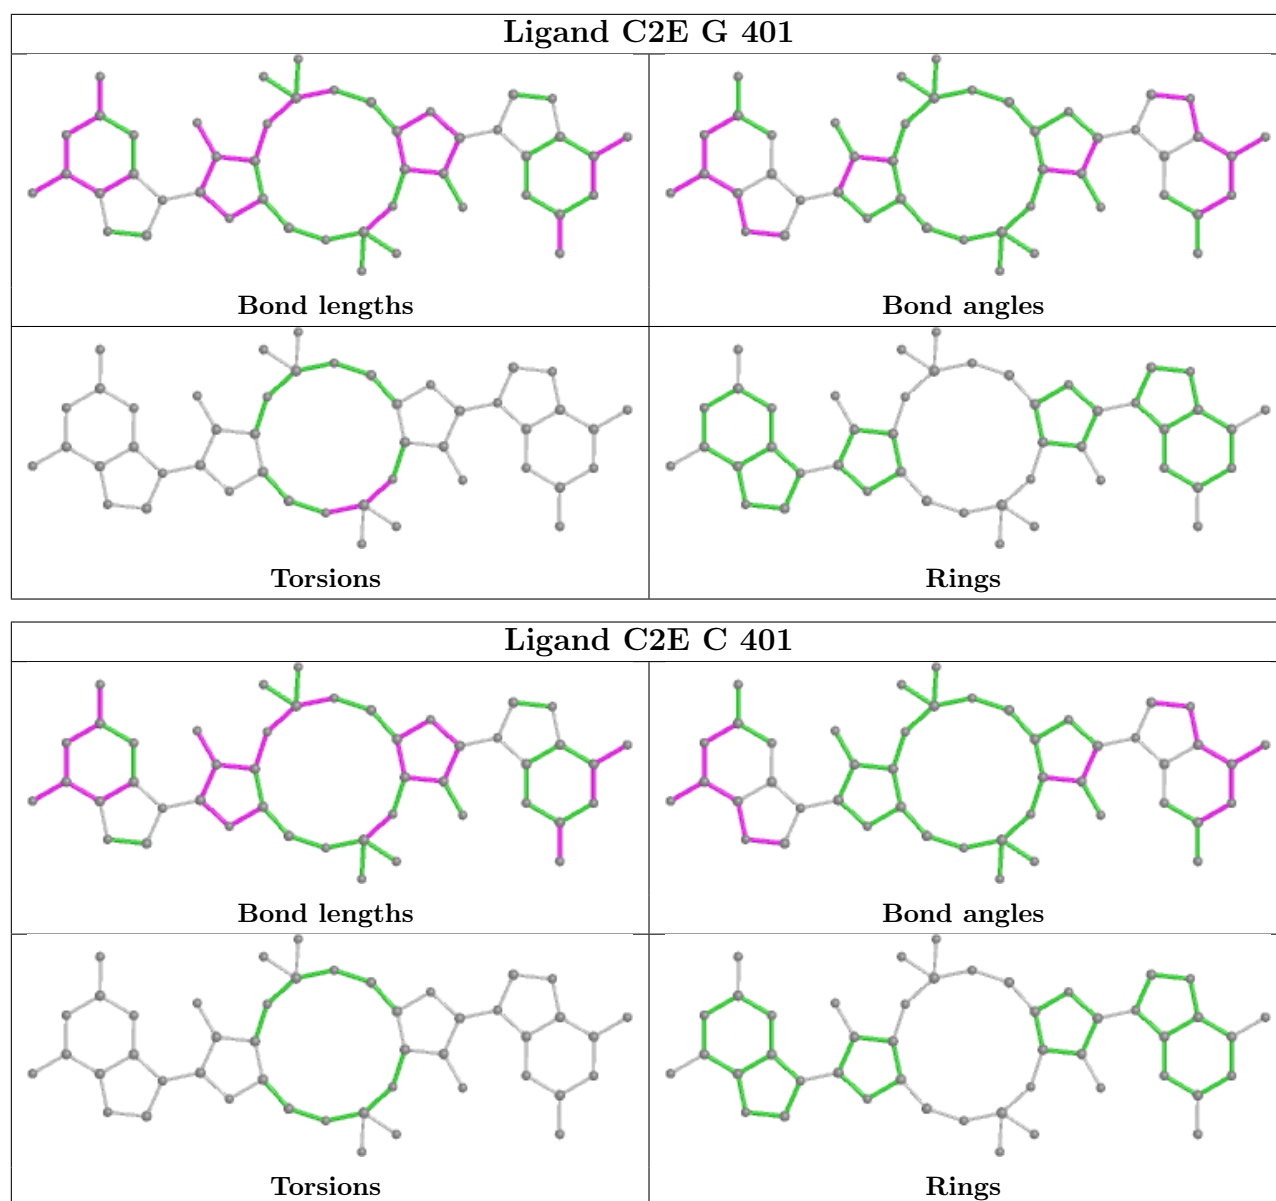 Ligand C2E G 401
Bond lengths
Bond angles
Torsions
Rings
Ligand C2E C 401
Bond lengths
Bond angles
Torsions
Rings